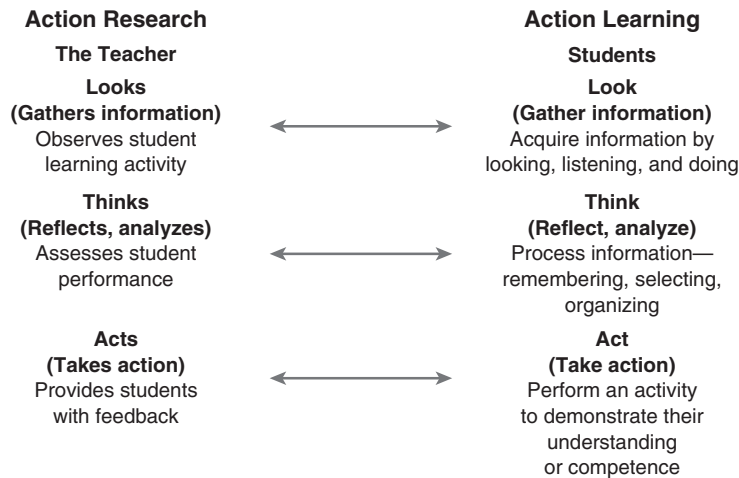 Action Research
The Teacher
Looks
(Gathers information)
Observes student
learning activity
Thinks
(Reflects, analyzes)
Assesses student
performance
Acts
(Takes action)
Provides students
with feedback
Action Learning
Students
Look
(Gather information)
Acquire information by
looking, listening, and doing
Think
(Reflect, analyze)
Process information—
remembering, selecting,
organizing
Act
(Take action)
Perform an activity
to demonstrate their
understanding
or competence